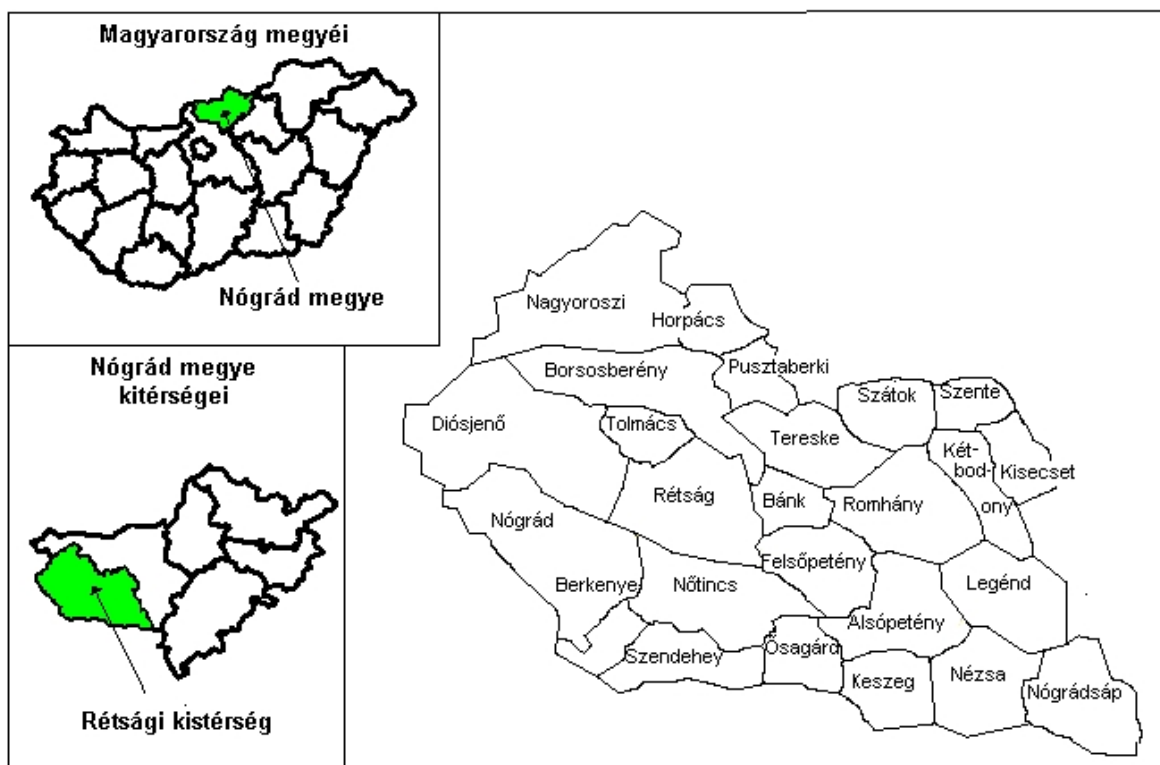 Magyarország megyéi
Nógrád megye
Nógrád megye
kitérségei
Rétsági kistérség
Nagyoroszi
Horpács
Borsosberény
Pusztaberki
Szátok
Szente
Diósjenő
Tolmács
Tereske
Két-
bod-
ony
Kisecset
Rétság
Bánk
Romhány
Nógrád
Felsőpetény
Berkenye
Nőtincs
Legénd
Alsópetény
Szendehey
Ősagárd
Keszeg
Nézsa
Nógrádsáp